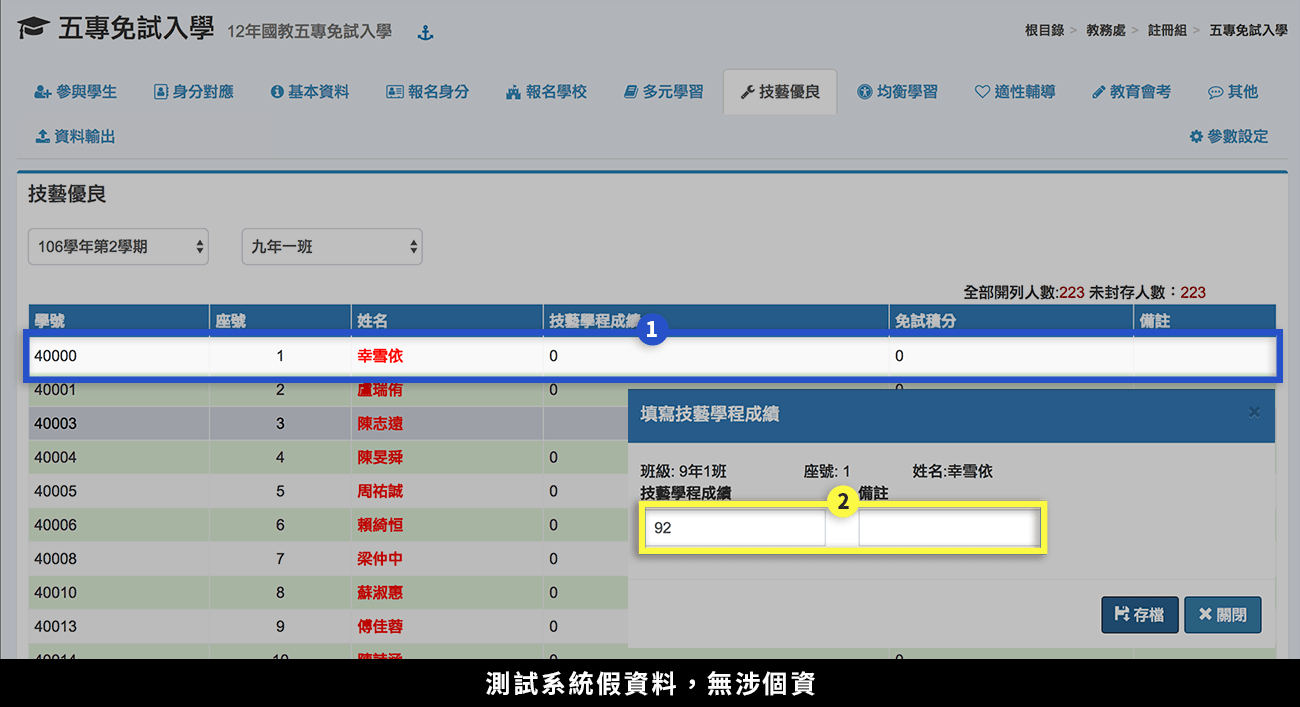 五專免試入學 12年國教五專免試入學
根目錄 > 教務處 > 註冊組 > 五專免試入學
參與學生 身分對應 基本資料 報名身分 報名學校 多元學習 技藝優良 均衡學習 適性輔導 教育會考 其他
資料輸出 參數設定
技藝優良
106學年第2學期 九年一班
全部開列人數:223 未封存人數：223
學號 座號 姓名 技藝學程成績 免試積分 備註
1
40000 1 幸雪依 0 0
40001 2 盧瑞侑 0 0
40003 3 陳志遠
40004 4 陳旻舜 0
40005 5 周祐誠 0
40006 6 賴綺恒 0
40008 7 梁仲中 0
40010 8 蘇淑惠 0
40013 9 傅佳蓉 0
40014 10 陳詩涵 0 0
填寫技藝學程成績 ×
班級: 9年1班 座號: 1 姓名:幸雪依
技藝學程成績 備註
2
92
存檔 關閉
測試系統假資料，無涉個資